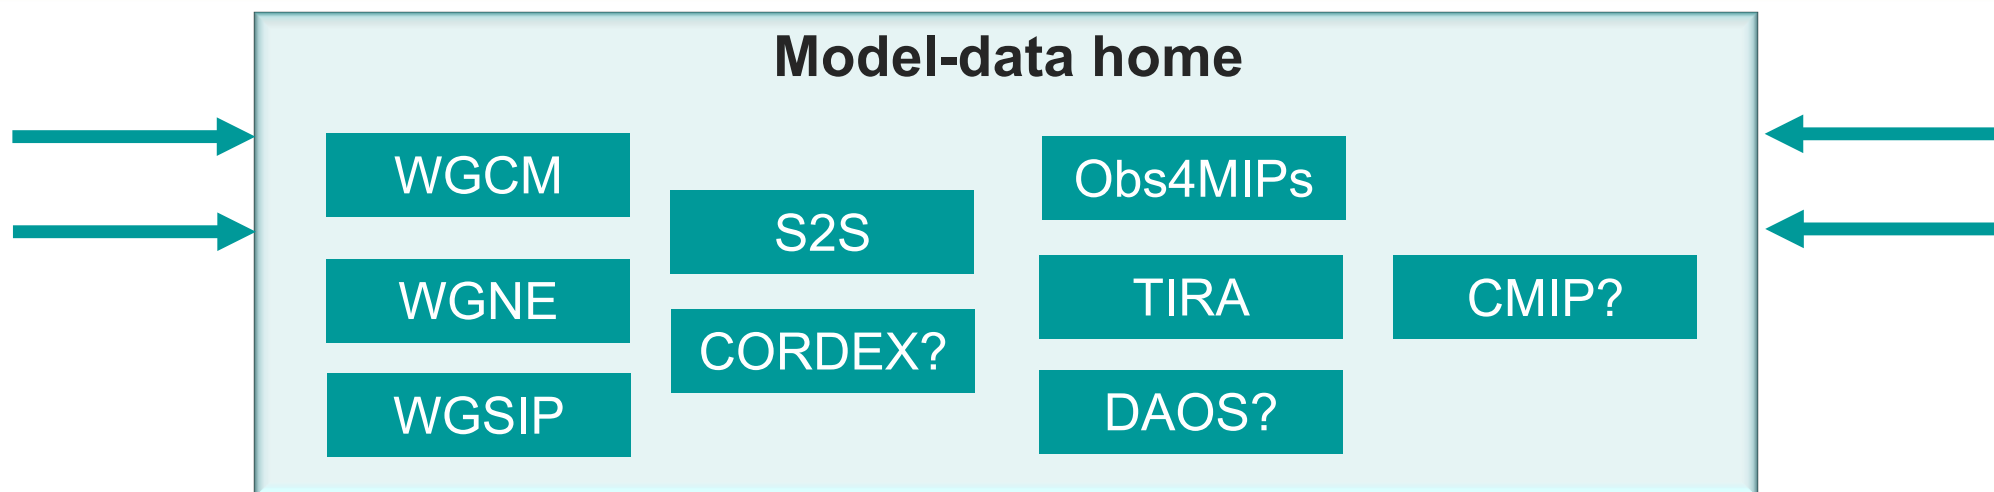 Model-data home
WGCM
WGNE
WGSIP
S2S
CORDEX?
Obs4MIPs
TIRA
DAOS?
CMIP?